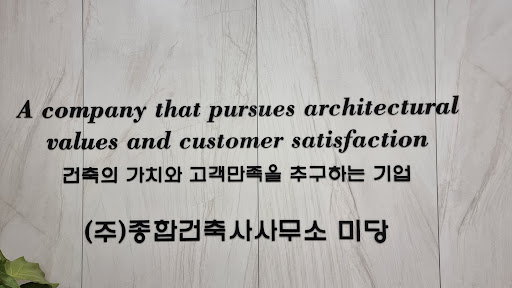 A company that pursues architectural
values and customer satisfaction
건축의 가치와 고객만족을 추구하는 기업
(주)종합건축사사무소 미당